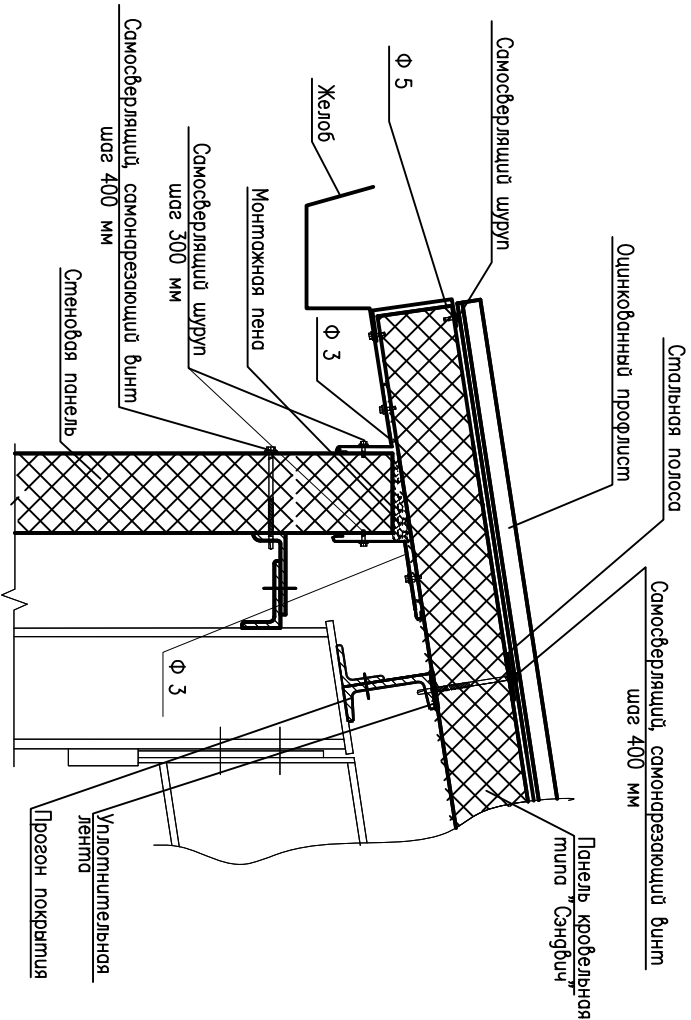 Стальная полоса
Самосверлящий, самонарезающий винт
шаг 400 мм
Оцинкованный профлист
Панель кровельная
типа "Сэндвич"
Самосверлящий шуруп
Ф 5
Желоб
Ф 3
Монтажная пена
Самосверлящий шуруп
шаг 300 мм
Ф 3
Самосверлящий, самонарезающий винт
шаг 400 мм
Уплотнительная
лента
Стеновая панель
Прогон покрытия